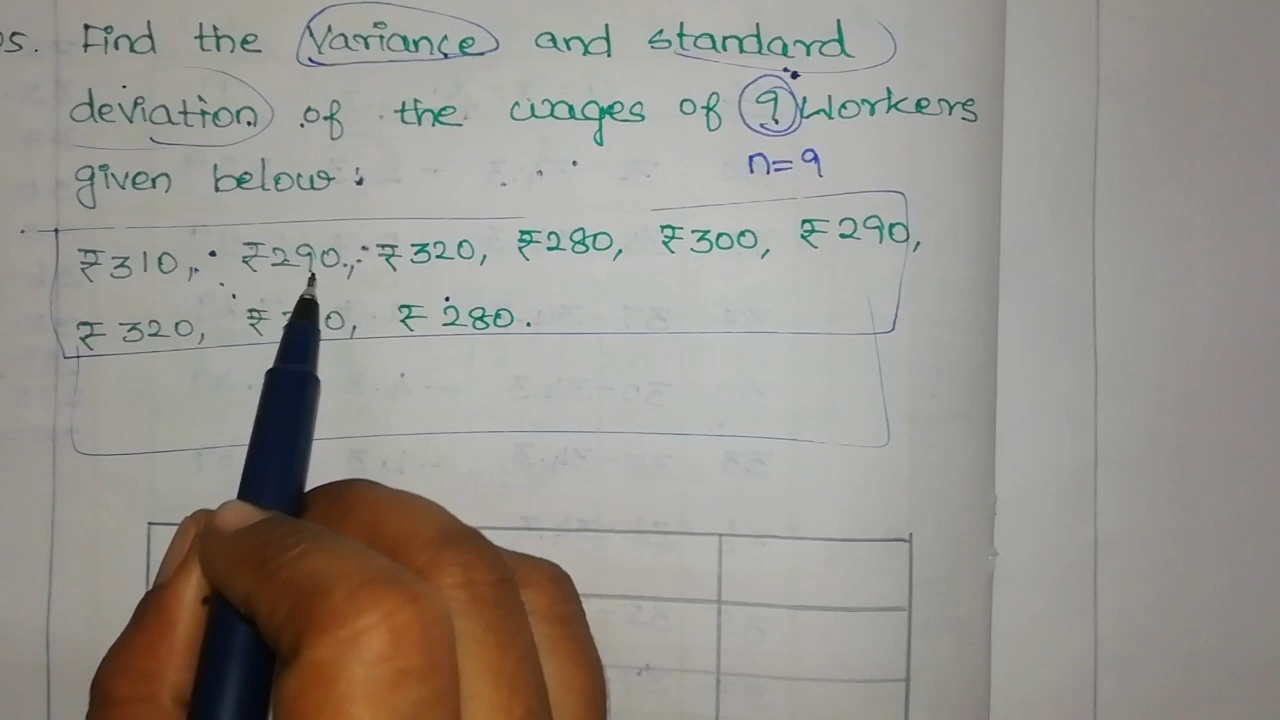 05. Find the Variance and standard
deviation of the wages of 9 workers
given below:
n=9
₹310, ₹290, ₹320, ₹280, ₹300, ₹290,
₹320, ₹ 0, ₹280.